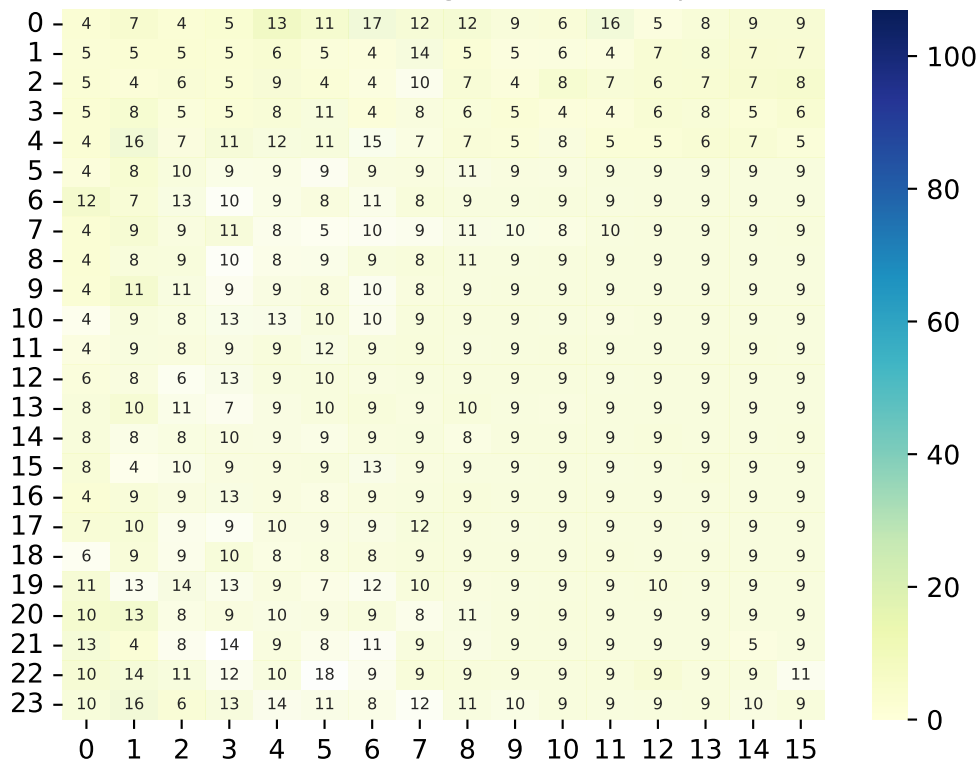 0 4 7 4 5 13 11 17 12 12 9 6 16 5 8 9 9
1 5 5 5 5 6 5 4 14 5 5 6 4 7 8 7 7
2 5 4 6 5 9 4 4 10 7 4 8 7 6 7 7 8
3 5 8 5 5 8 11 4 8 6 5 4 4 6 8 5 6
4 4 16 7 11 12 11 15 7 7 5 8 5 5 6 7 5
5 4 8 10 9 9 9 9 9 11 9 9 9 9 9 9 9
6 12 7 13 10 9 8 11 8 9 9 9 9 9 9 9 9
7 4 9 9 11 8 5 10 9 11 10 8 10 9 9 9 9
8 4 8 9 10 8 9 9 8 11 9 9 9 9 9 9 9
9 4 11 11 9 9 8 10 8 9 9 9 9 9 9 9 9
10 4 9 8 13 13 10 10 9 9 9 9 9 9 9 9 9
11 4 9 8 9 9 12 9 9 9 9 8 9 9 9 9 9
12 6 8 6 13 9 10 9 9 9 9 9 9 9 9 9 9
13 8 10 11 7 9 10 9 9 10 9 9 9 9 9 9 9
14 8 8 8 10 9 9 9 9 8 9 9 9 9 9 9 9
15 8 4 10 9 9 9 13 9 9 9 9 9 9 9 9 9
16 4 9 9 13 9 8 9 9 9 9 9 9 9 9 9 9
17 7 10 9 9 10 9 9 12 9 9 9 9 9 9 9 9
18 6 9 9 10 8 8 8 9 9 9 9 9 9 9 9 9
19 11 13 14 13 9 7 12 10 9 9 9 9 10 9 9 9
20 10 13 8 9 10 9 9 8 11 9 9 9 9 9 9 9
21 13 4 8 14 9 8 11 9 9 9 9 9 9 9 5 9
22 10 14 11 12 10 18 9 9 9 9 9 9 9 9 9 11
23 10 16 6 13 14 11 8 12 11 10 9 9 9 9 10 9
0 1 2 3 4 5 6 7 8 9 10 11 12 13 14 15
100
80
60
40
20
0